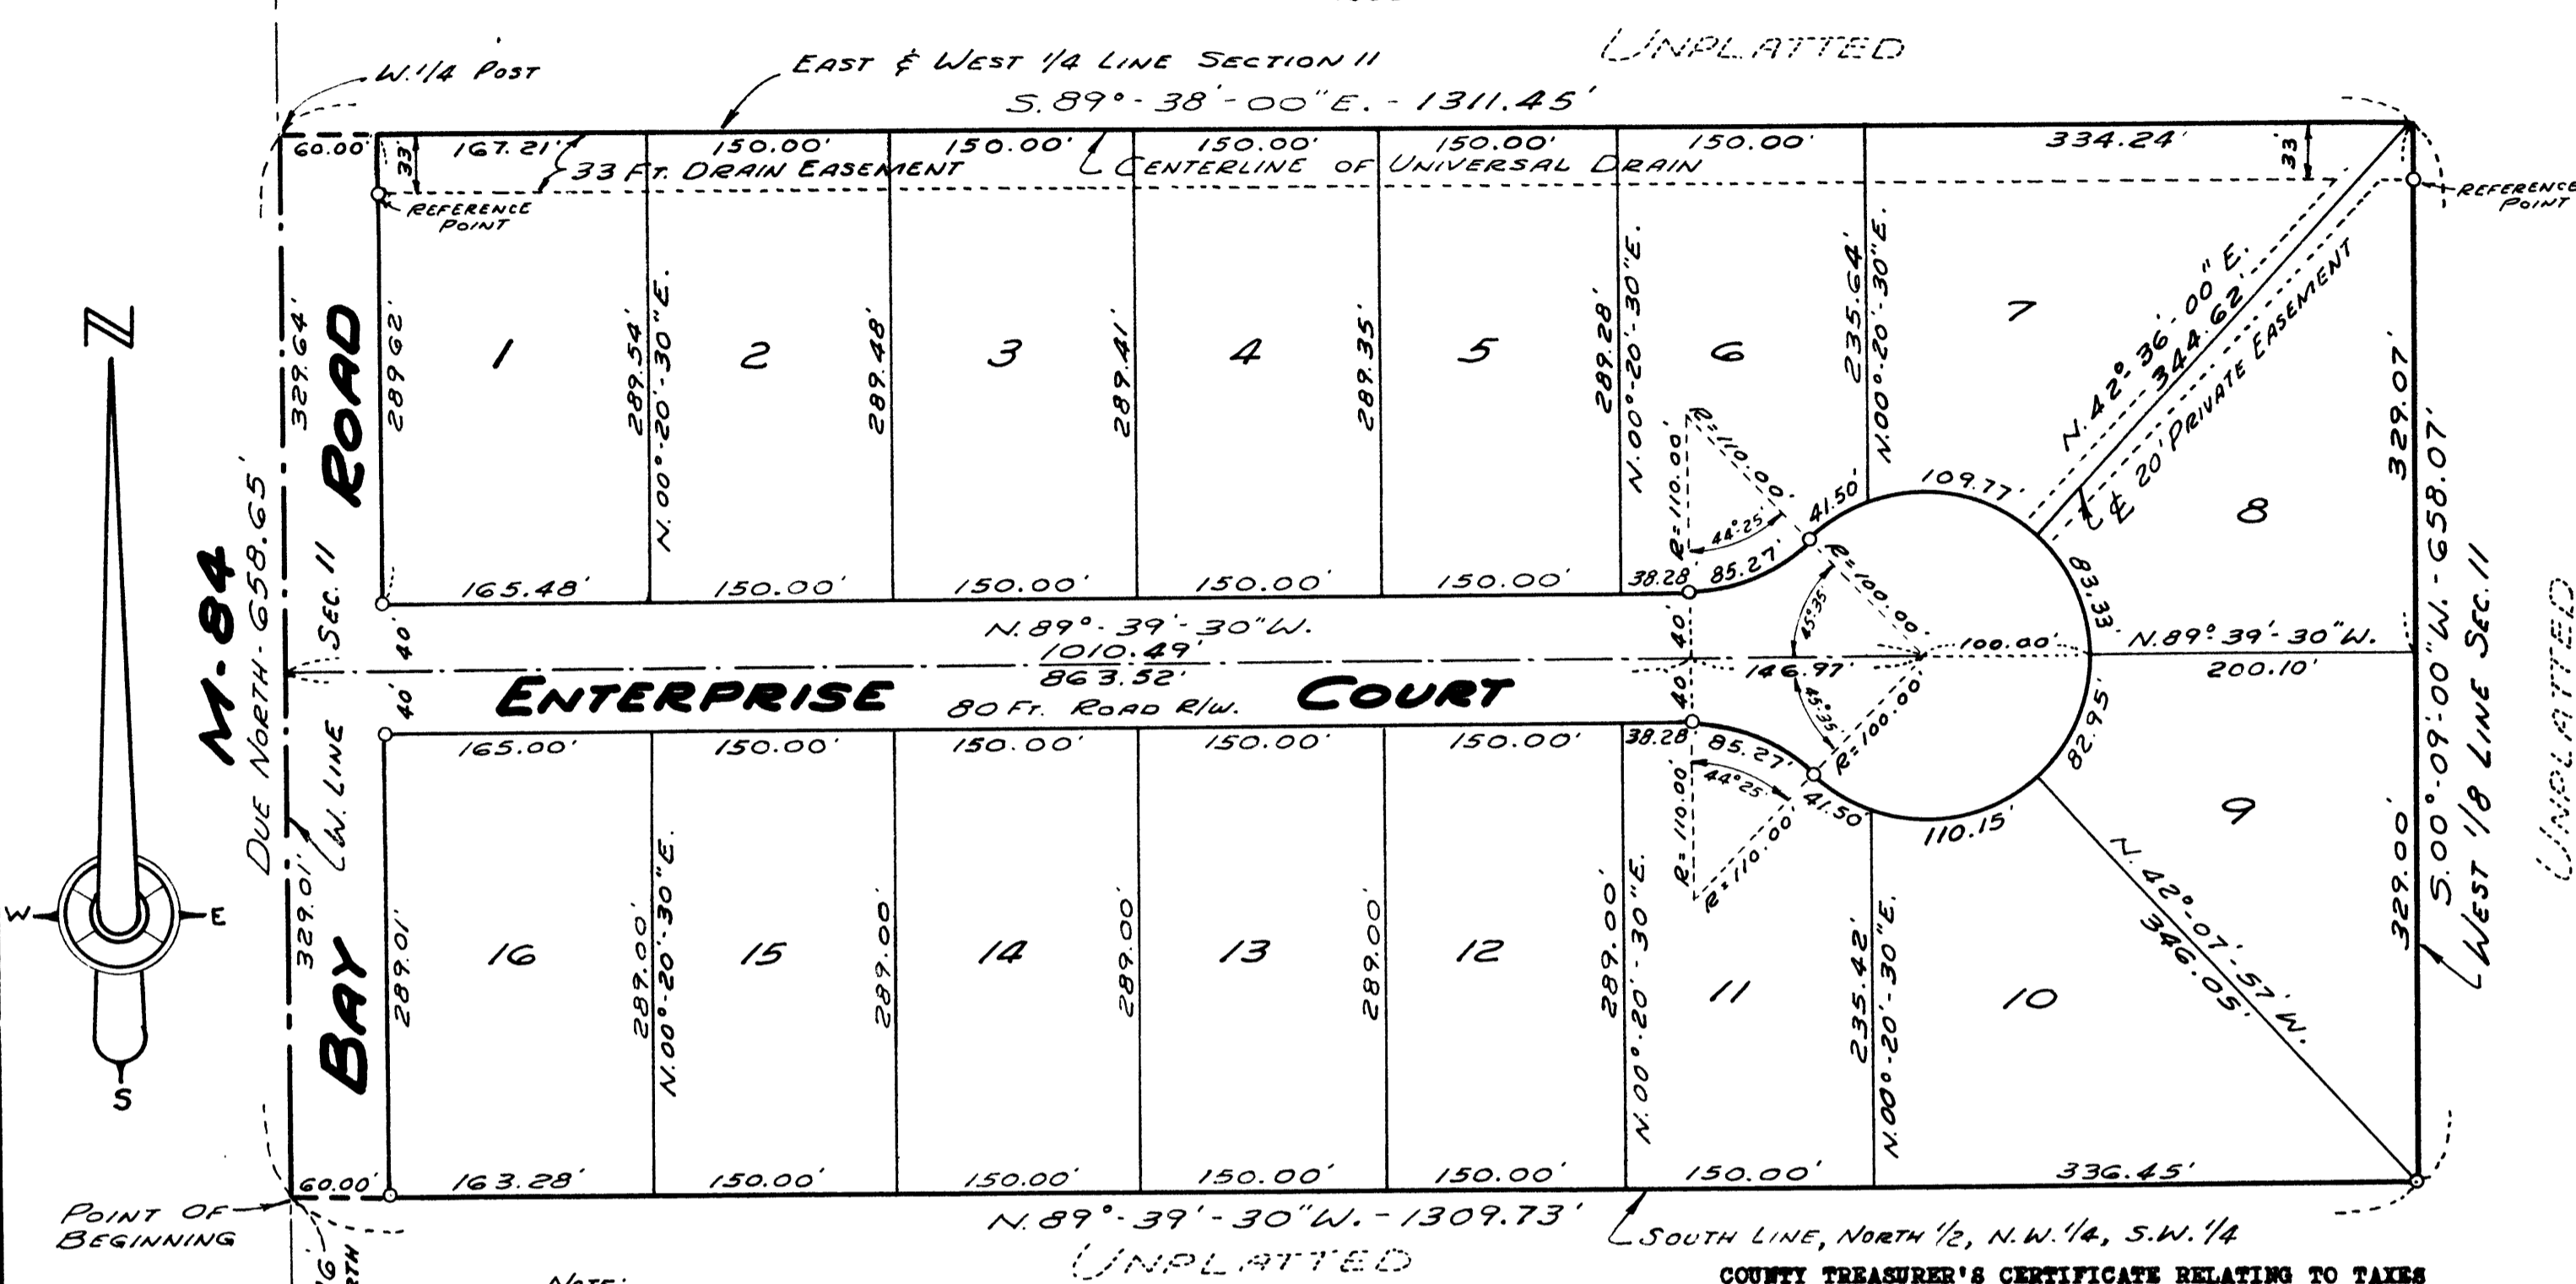 UNPLATTED
W. 1/4 POST
EAST & WEST 1/4 LINE SECTION 11
S. 89°-38'-00"E. - 1311.45'
60.00'
33'
167.21'
150.00'
150.00'
150.00'
150.00'
150.00'
334.24'
33'
33 FT. DRAIN EASEMENT
CENTERLINE OF UNIVERSAL DRAIN
REFERENCE
POINT
REFERENCE
POINT
N
W
E
S
M-84
BAY ROAD
DUE NORTH - 658.65'
W. LINE SEC. 11
329.64'
289.62'
1
289.54'
N.00°-20'-30"E.
2
289.48'
3
289.41'
4
289.35'
5
289.28'
N.00°-20'-30"E.
6
235.64'
N.00°-20'-30"E.
7
N. 42°-36'-00"E.
344.62'
℄ 20' PRIVATE EASEMENT
8
329.07'
S.00°-09'-00"W. - 658.07'
WEST 1/8 LINE SEC. 11
UNPLATTED
R=110.00'
R=110.00'
44°-25'
41.50'
109.77'
83.33'
165.48'
150.00'
150.00'
150.00'
150.00'
38.28'
85.27'
R=100.00'
45°35'
40'
N. 89°-39'-30"W.
1010.49'
863.52'
40'
146.97'
100.00'
N. 89°-39'-30"W.
200.10'
40'
ENTERPRISE COURT
80 FT. ROAD R/W.
40'
45°35'
R=100.00'
165.00'
150.00'
150.00'
150.00'
150.00'
38.28'
85.27'
44°25'
R=110.00'
R=110.00'
41.50'
110.15'
82.95'
9
329.01'
289.01'
16
289.00'
N.00°-20'-30"E.
15
289.00'
14
289.00'
13
289.00'
12
289.00'
N.00°-20'-30"E.
11
235.42'
N.00°-20'-30"E.
10
N. 42°-07'-57"W.
346.05'
329.00'
60.00'
163.28'
150.00'
150.00'
150.00'
150.00'
150.00'
336.45'
POINT OF
BEGINNING
N. 89°-39'-30"W. - 1309.73'
SOUTH LINE, NORTH 1/2, N.W. 1/4, S.W. 1/4
UNPLATTED
NOTE:
COUNTY TREASURER'S CERTIFICATE RELATING TO TAXES